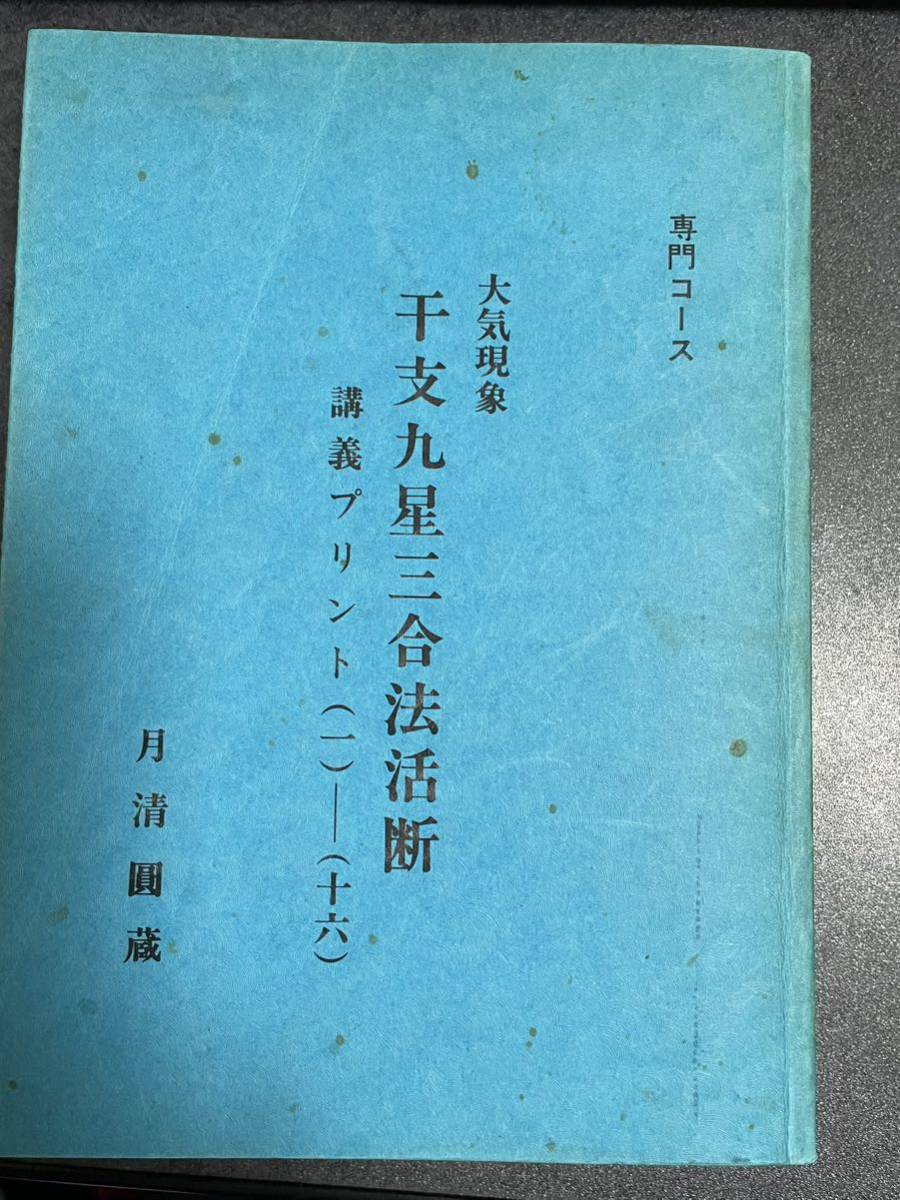 専門コース
大気現象
干支九星三合法活断
講義プリント（一）―（十六）
月清圓蔵